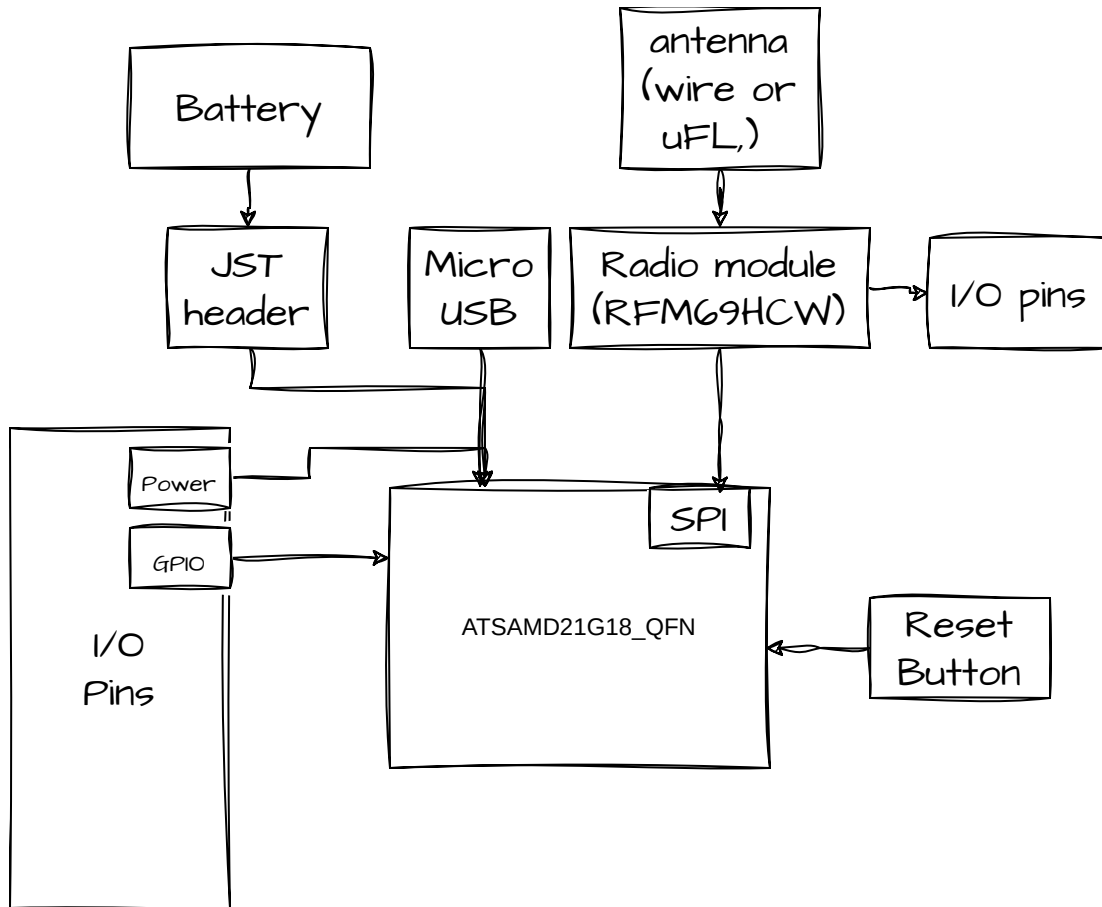 Battery
antenna
(wire or
uFL,)
JST
header
Micro
USB
Radio module
(RFM69HCW)
I/O pins
Power
GPIO
I/O
Pins
SPI
ATSAMD21G18_QFN
Reset
Button